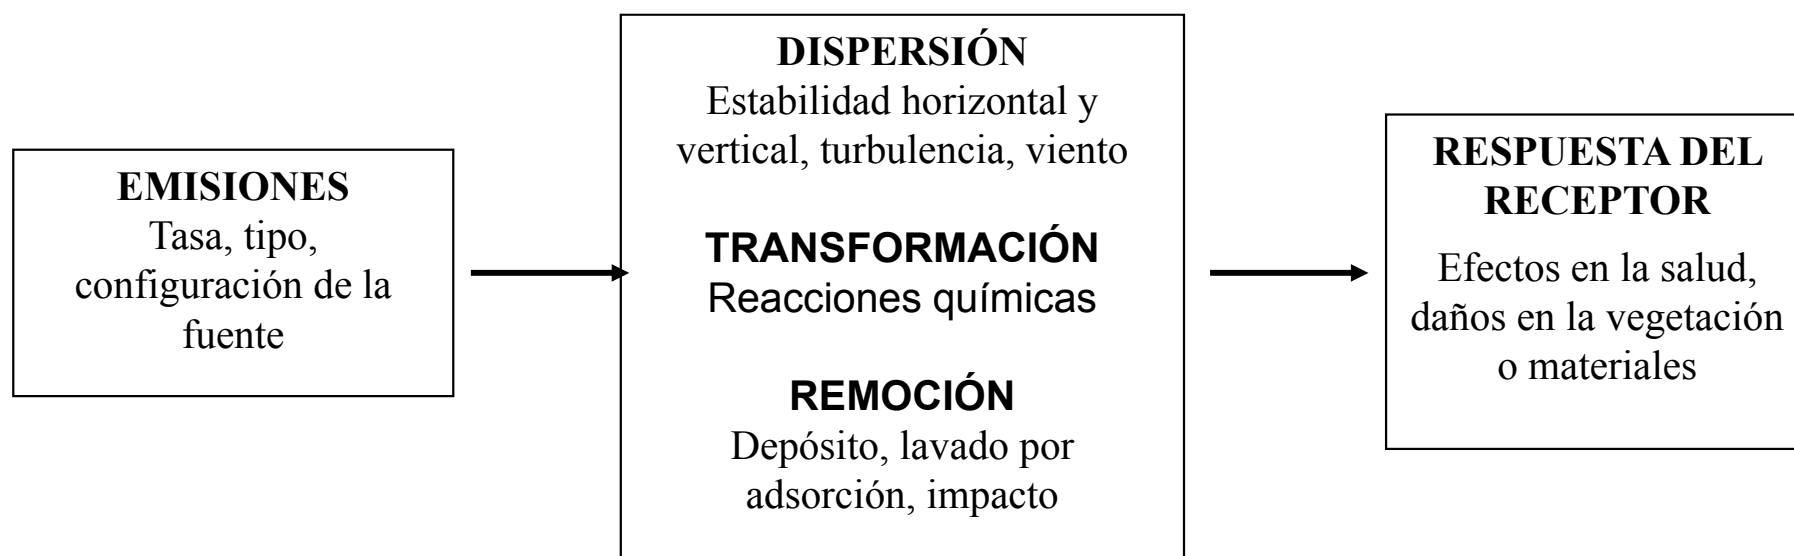 EMISIONES
Tasa, tipo,
configuración de la
fuente
DISPERSIÓN
Estabilidad horizontal y
vertical, turbulencia, viento
TRANSFORMACIÓN
Reacciones químicas
REMOCIÓN
Depósito, lavado por
adsorción, impacto
RESPUESTA DEL
RECEPTOR
Efectos en la salud,
daños en la vegetación
o materiales